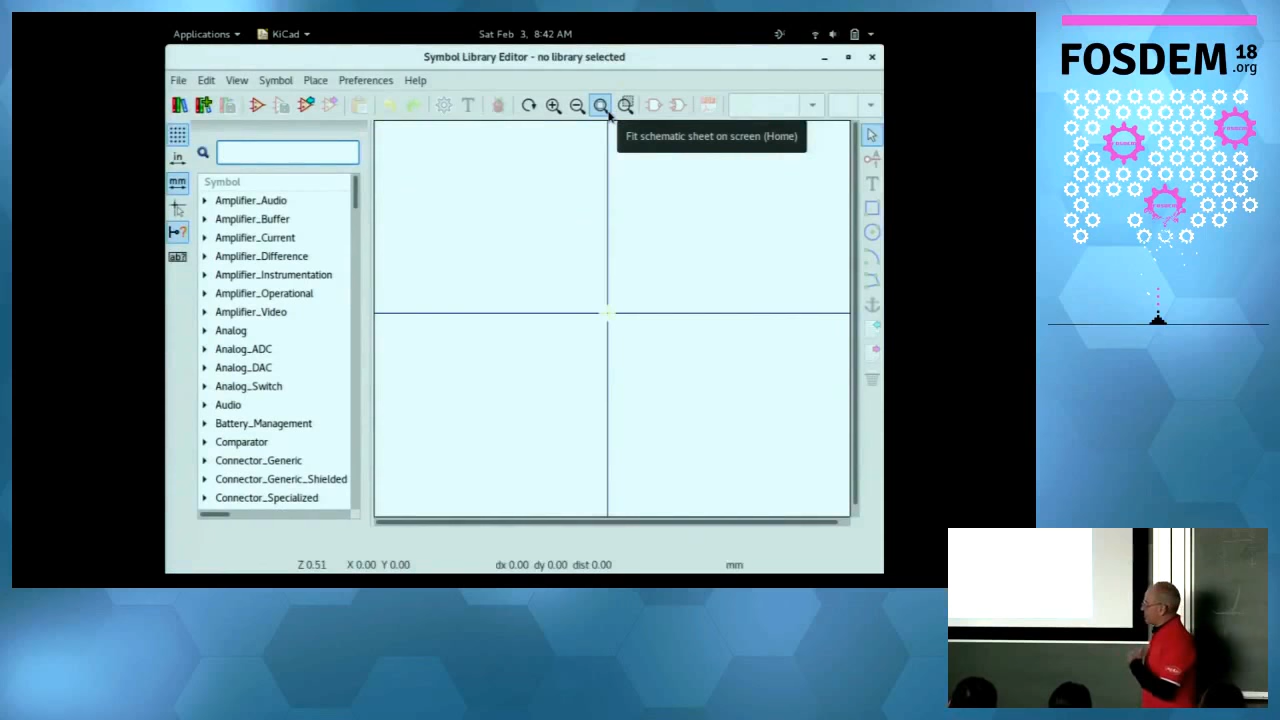 Applications KiCad Sat Feb 3, 8:42 AM
Symbol Library Editor - no library selected
File Edit View Symbol Place Preferences Help
Fit schematic sheet on screen (Home)
in
mm
Symbol
Amplifier_Audio
Amplifier_Buffer
Amplifier_Current
Amplifier_Difference
Amplifier_Instrumentation
Amplifier_Operational
Amplifier_Video
Analog
Analog_ADC
Analog_DAC
Analog_Switch
Audio
Battery_Management
Comparator
Connector_Generic
Connector_Generic_Shielded
Connector_Specialized
Z 0.51 X 0.00 Y 0.00 dx 0.00 dy 0.00 dist 0.00 mm
FOSDEM 18
.org